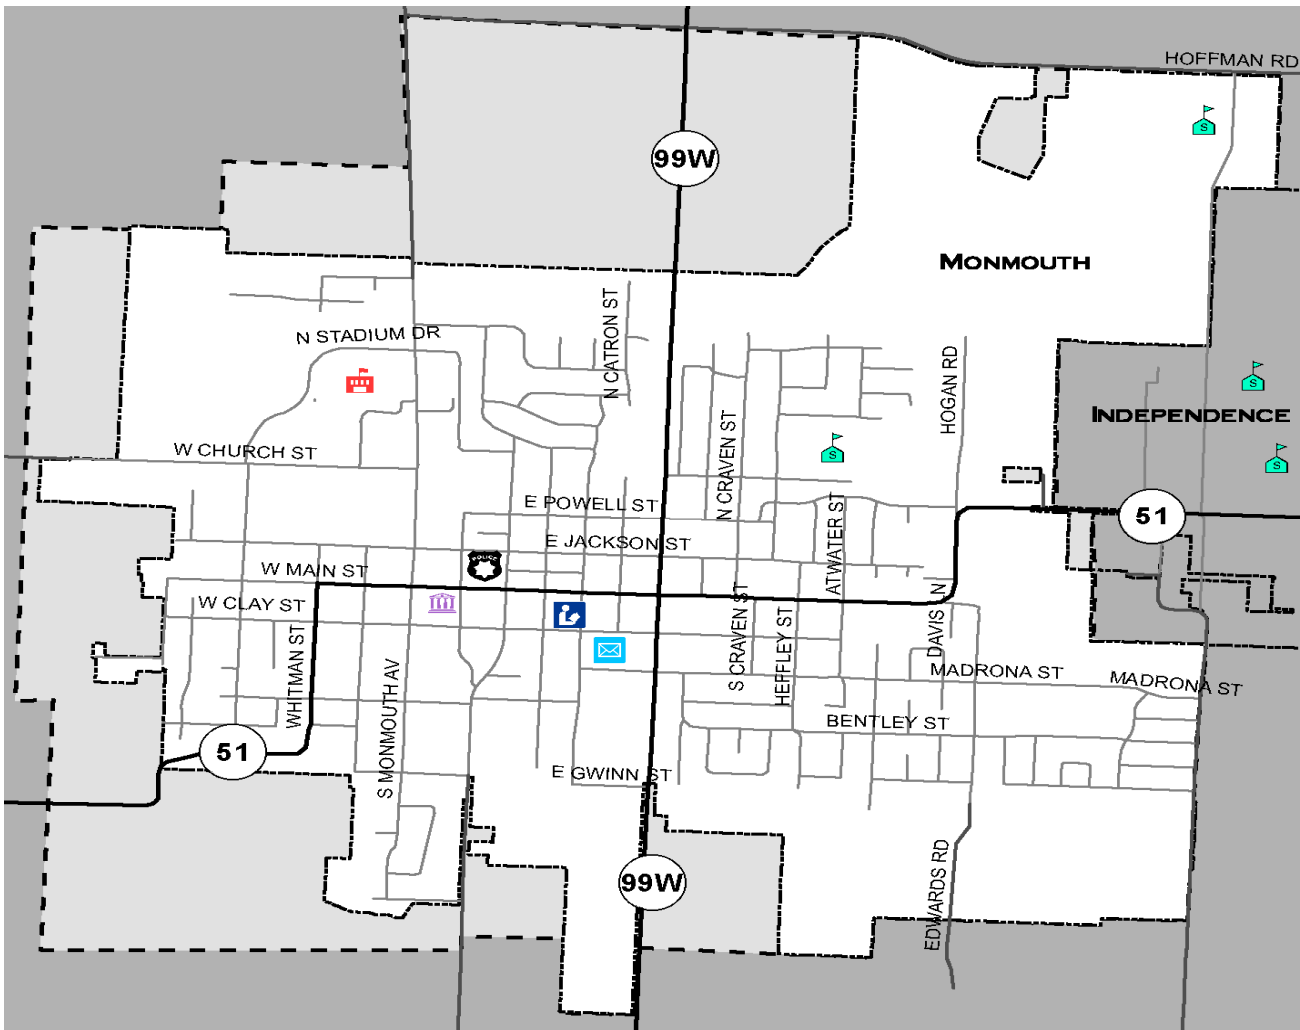 HOFFMAN RD
99W
MONMOUTH
N STADIUM DR
N CATRON ST
HOGAN RD
INDEPENDENCE
W CHURCH ST
N CRAVEN ST
S
S
S
S
E POWELL ST
51
ATWATER ST
E JACKSON ST
POLICE
W MAIN ST
W CLAY ST
S CRAVEN ST
HEFFLEY ST
DAVIS LN
WHITMAN ST
S MONMOUTH AV
MADRONA ST
MADRONA ST
BENTLEY ST
51
E GWINN ST
99W
EDWARDS RD